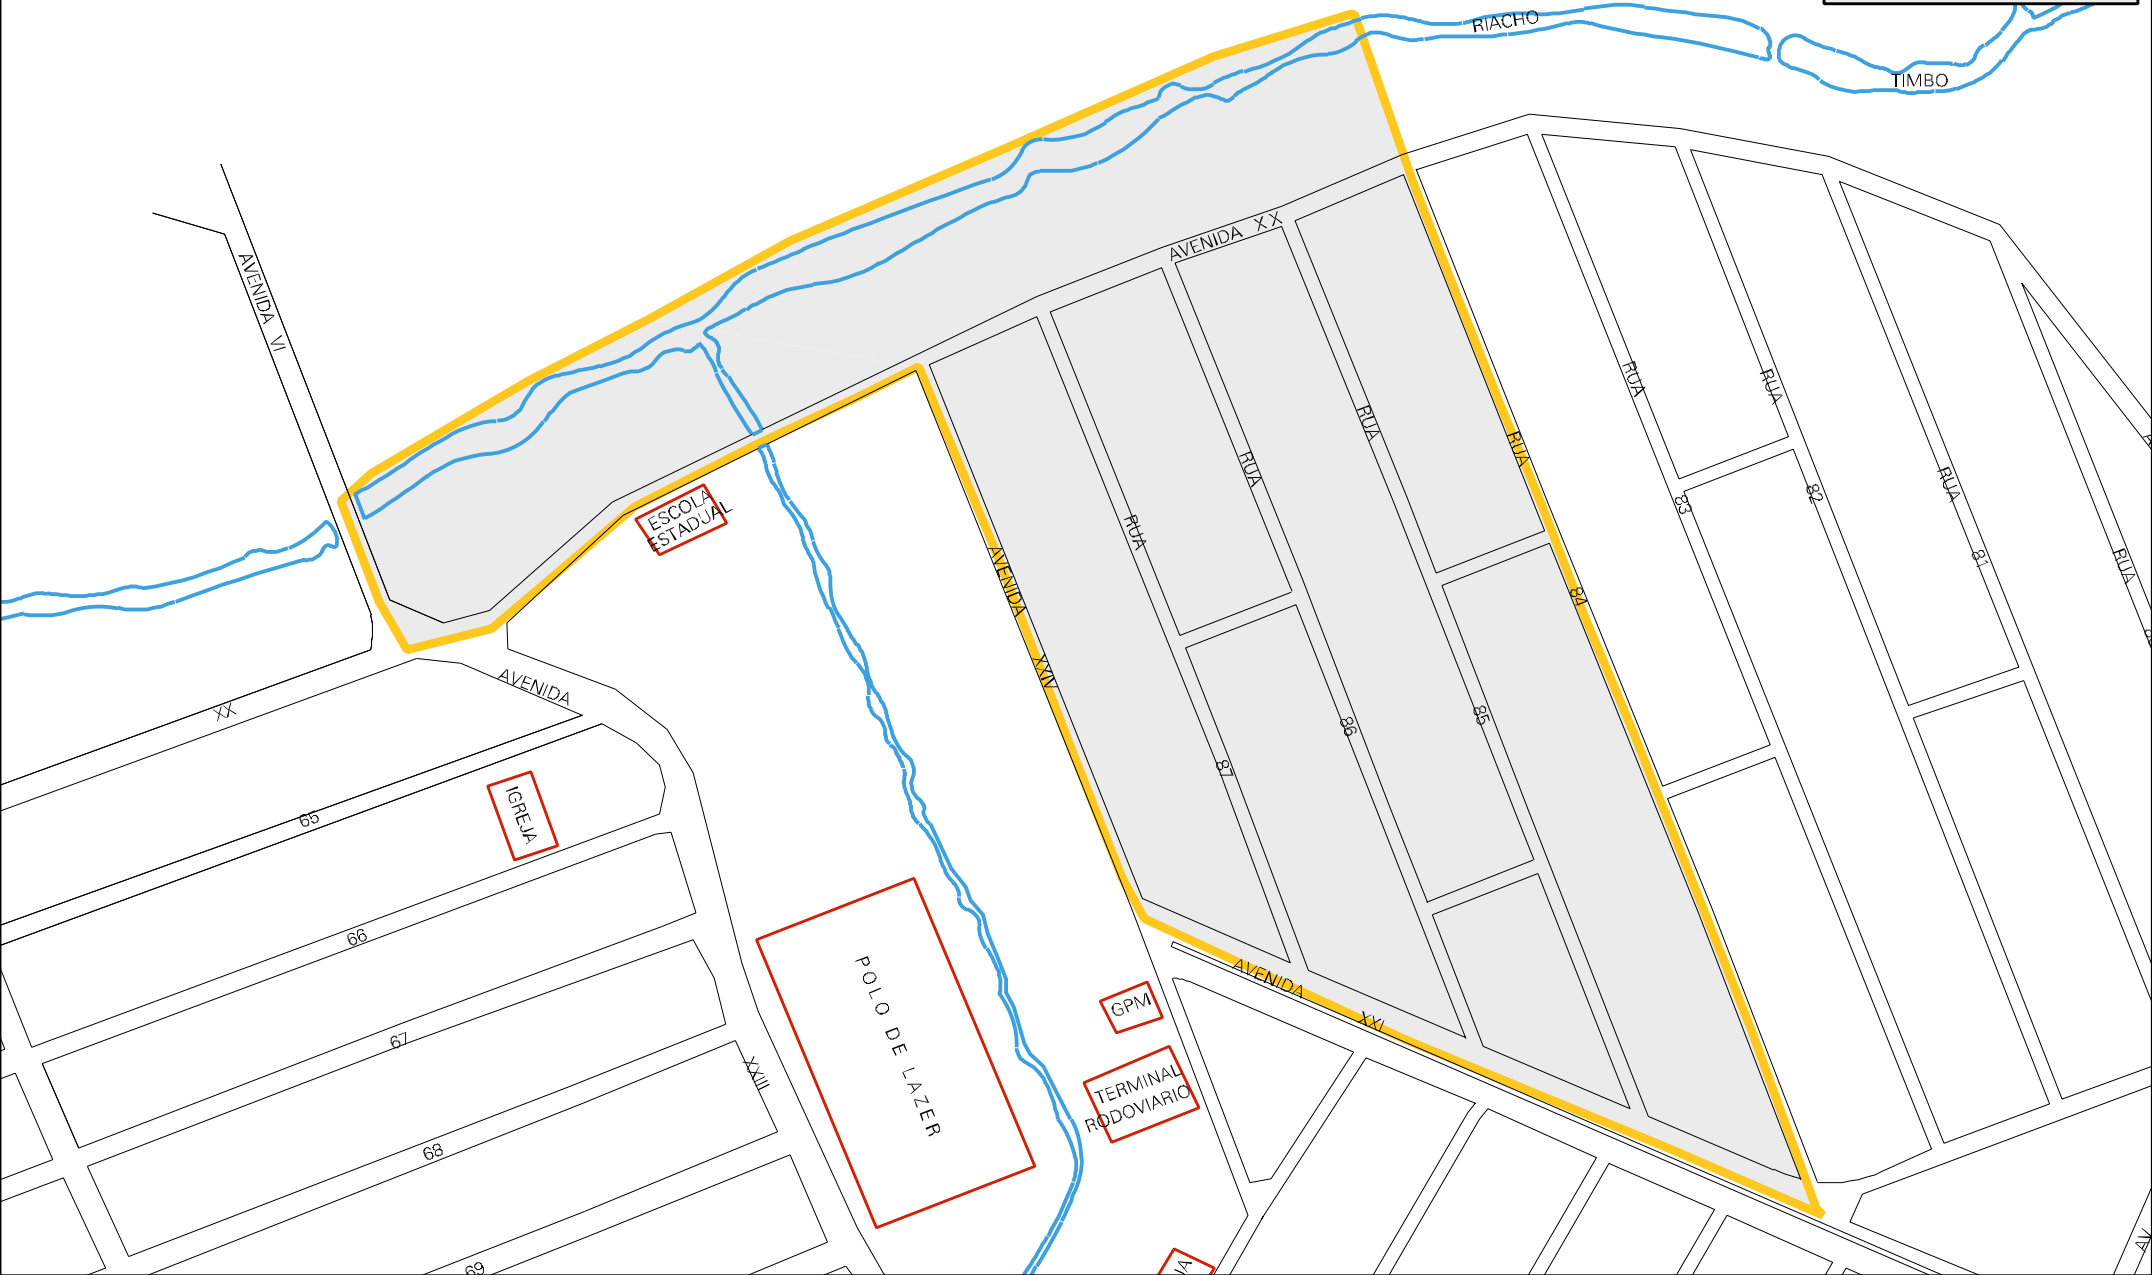 RIACHO
TIMBO
AVENIDA XX
AVENIDA VI
ESCOLA
ESTADUAL
RUA 87
RUA 86
RUA 85
RUA 84
RUA 83
RUA 82
RUA 81
RUA
AVENIDA XXIV
AVENIDA XXI
XX
AVENIDA
XXIII
65
IGREJA
66
67
68
69
POLO DE LAZER
GPM
TERMINAL
RODOVIARIO